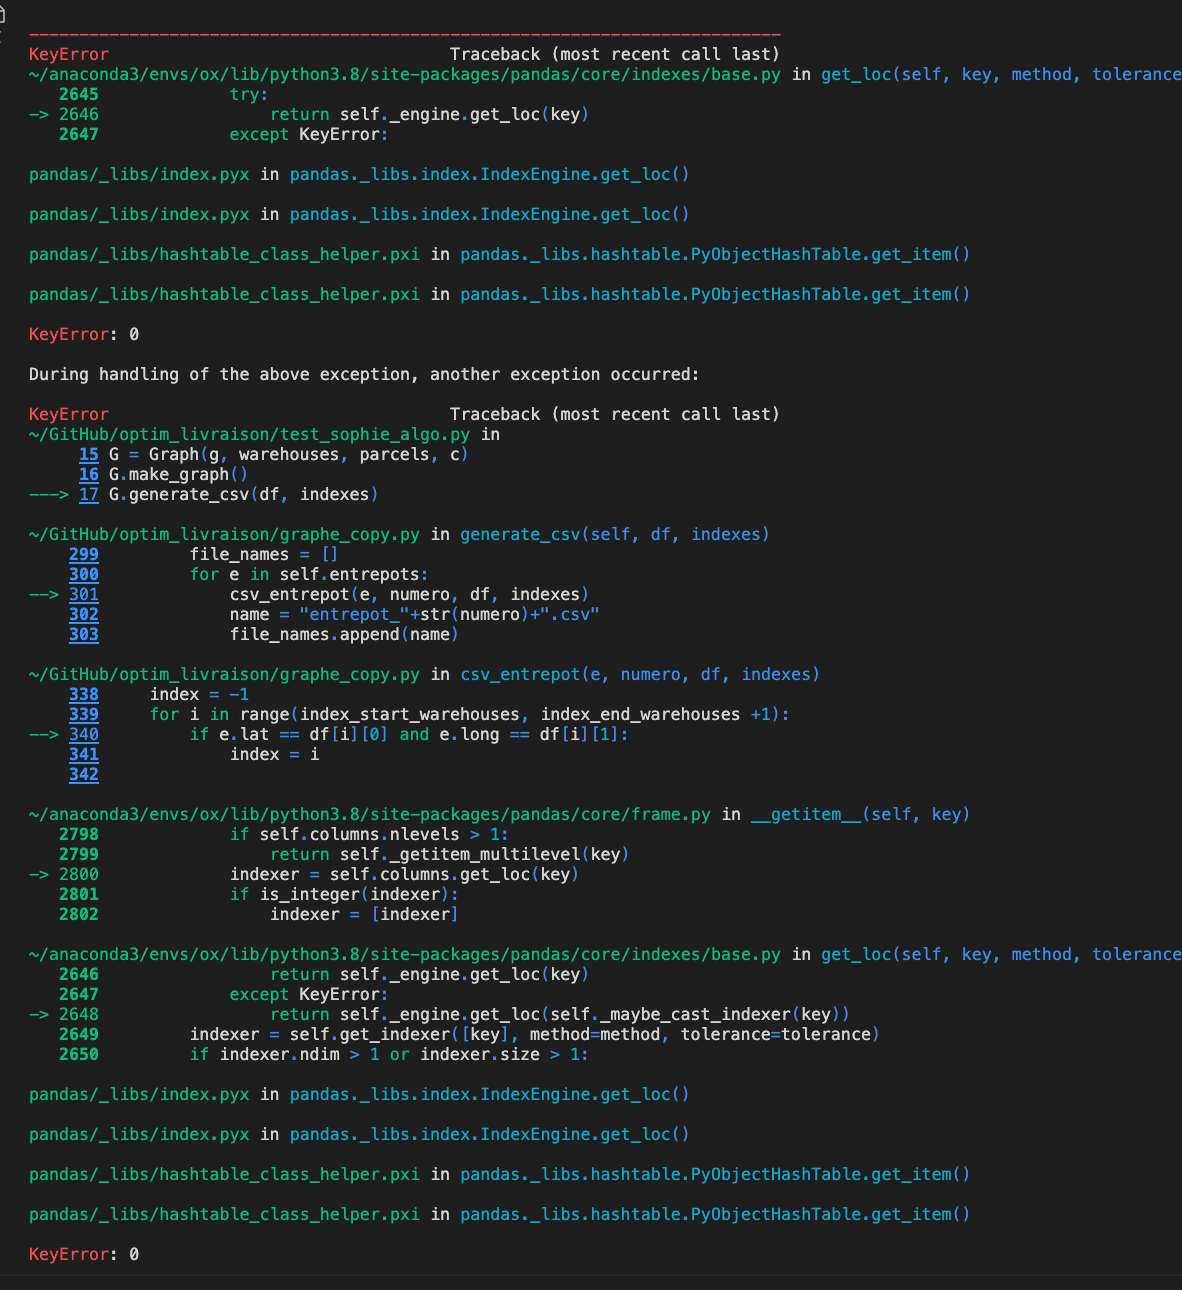 KeyError Traceback (most recent call last)
~/anaconda3/envs/ox/lib/python3.8/site-packages/pandas/core/indexes/base.py in get_loc(self, key, method, tolerance
2645 try:
-> 2646 return self._engine.get_loc(key)
2647 except KeyError:
pandas/_libs/index.pyx in pandas._libs.index.IndexEngine.get_loc()
pandas/_libs/index.pyx in pandas._libs.index.IndexEngine.get_loc()
pandas/_libs/hashtable_class_helper.pxi in pandas._libs.hashtable.PyObjectHashTable.get_item()
pandas/_libs/hashtable_class_helper.pxi in pandas._libs.hashtable.PyObjectHashTable.get_item()
KeyError: 0
During handling of the above exception, another exception occurred:
KeyError Traceback (most recent call last)
~/GitHub/optim_livraison/test_sophie_algo.py in
15 G = Graph(g, warehouses, parcels, c)
16 G.make_graph()
---> 17 G.generate_csv(df, indexes)
~/GitHub/optim_livraison/graphe_copy.py in generate_csv(self, df, indexes)
299 file_names = []
300 for e in self.entrepots:
--> 301 csv_entrepot(e, numero, df, indexes)
302 name = "entrepot_"+str(numero)+".csv"
303 file_names.append(name)
~/GitHub/optim_livraison/graphe_copy.py in csv_entrepot(e, numero, df, indexes)
338 index = -1
339 for i in range(index_start_warehouses, index_end_warehouses +1):
--> 340 if e.lat == df[i][0] and e.long == df[i][1]:
341 index = i
342
~/anaconda3/envs/ox/lib/python3.8/site-packages/pandas/core/frame.py in __getitem__(self, key)
2798 if self.columns.nlevels > 1:
2799 return self._getitem_multilevel(key)
-> 2800 indexer = self.columns.get_loc(key)
2801 if is_integer(indexer):
2802 indexer = [indexer]
~/anaconda3/envs/ox/lib/python3.8/site-packages/pandas/core/indexes/base.py in get_loc(self, key, method, tolerance
2646 return self._engine.get_loc(key)
2647 except KeyError:
-> 2648 return self._engine.get_loc(self._maybe_cast_indexer(key))
2649 indexer = self.get_indexer([key], method=method, tolerance=tolerance)
2650 if indexer.ndim > 1 or indexer.size > 1:
pandas/_libs/index.pyx in pandas._libs.index.IndexEngine.get_loc()
pandas/_libs/index.pyx in pandas._libs.index.IndexEngine.get_loc()
pandas/_libs/hashtable_class_helper.pxi in pandas._libs.hashtable.PyObjectHashTable.get_item()
pandas/_libs/hashtable_class_helper.pxi in pandas._libs.hashtable.PyObjectHashTable.get_item()
KeyError: 0